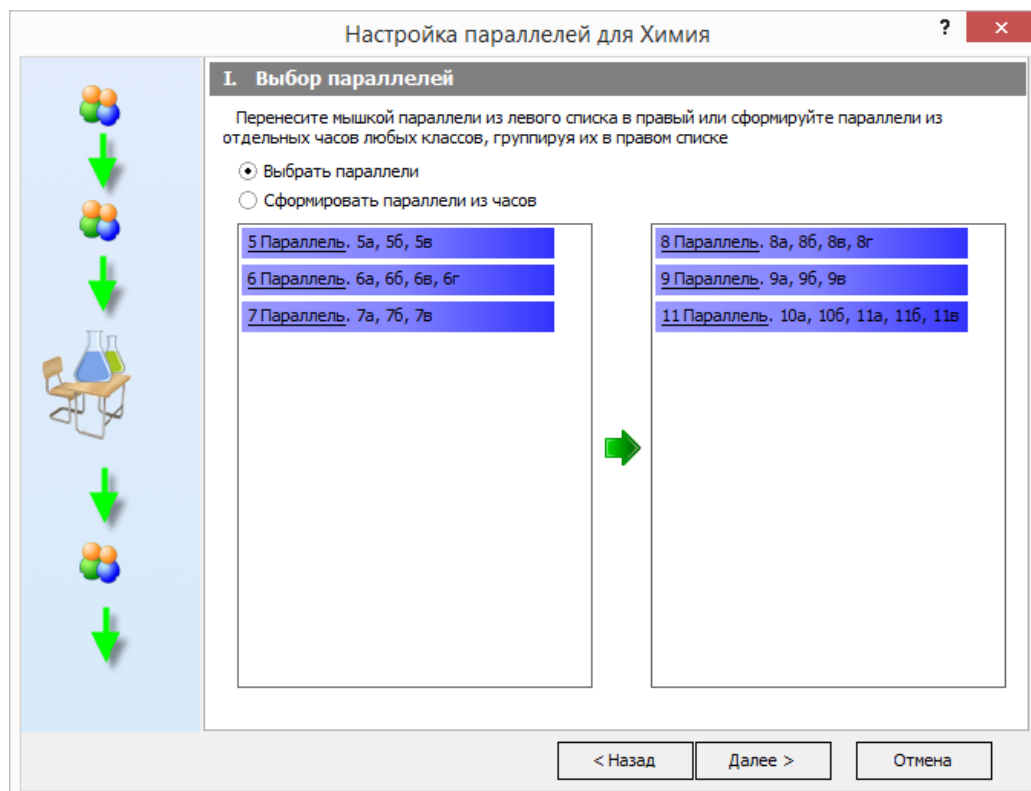 Настройка параллелей для Химия
?
I. Выбор параллелей
Перенесите мышкой параллели из левого списка в правый или сформируйте параллели из
отдельных часов любых классов, группируя их в правом списке
Выбрать параллели
Сформировать параллели из часов
5 Параллель. 5а, 5б, 5в
6 Параллель. 6а, 6б, 6в, 6г
7 Параллель. 7а, 7б, 7в
8 Параллель. 8а, 8б, 8в, 8г
9 Параллель. 9а, 9б, 9в
11 Параллель. 10а, 10б, 11а, 11б, 11в
< Назад
Далее >
Отмена